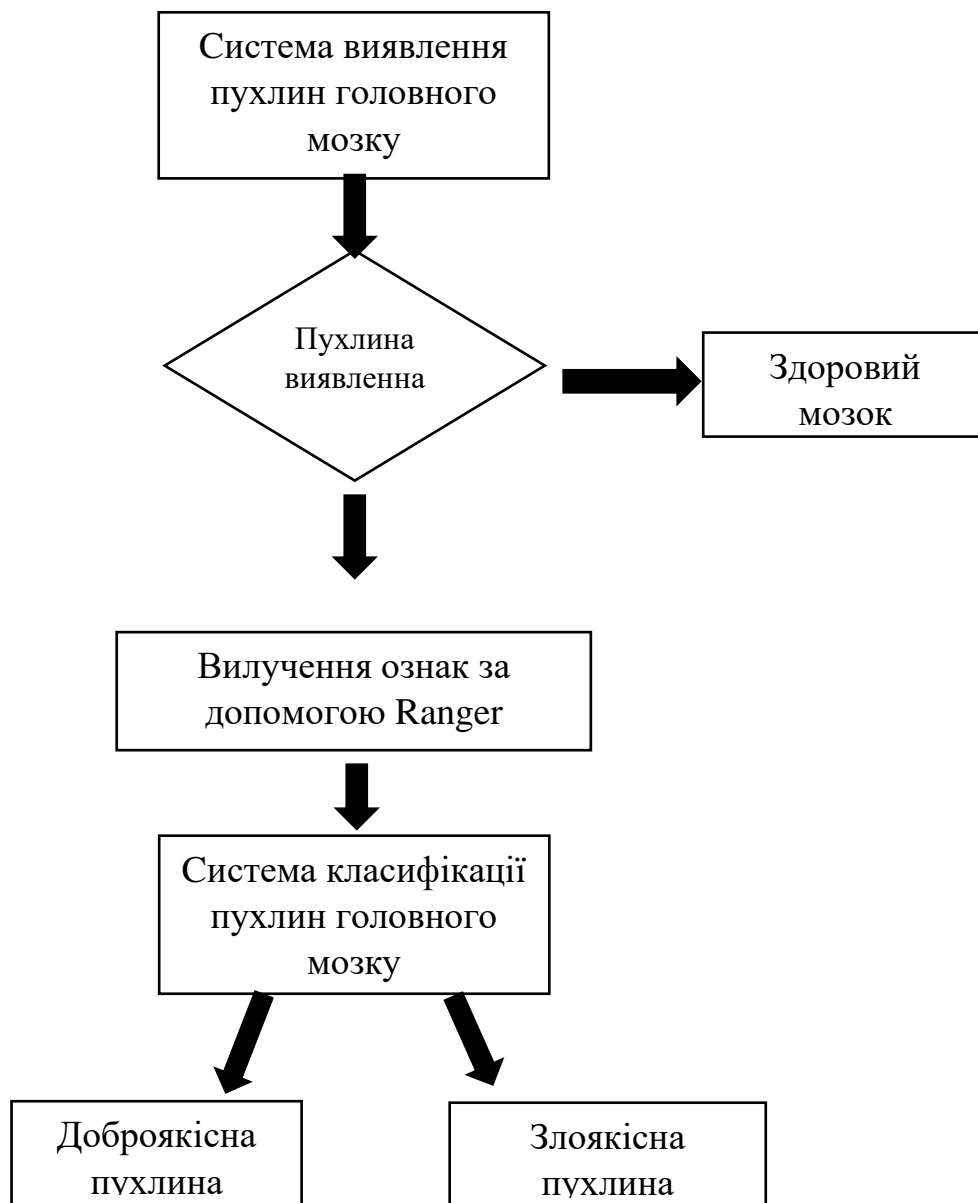 Система виявлення
пухлин головного
мозку
Пухлина
виявленна
Здоровий
мозок
Вилучення ознак за
допомогою Ranger
Система класифікації
пухлин головного
мозку
Доброякісна
пухлина
Злоякісна
пухлина